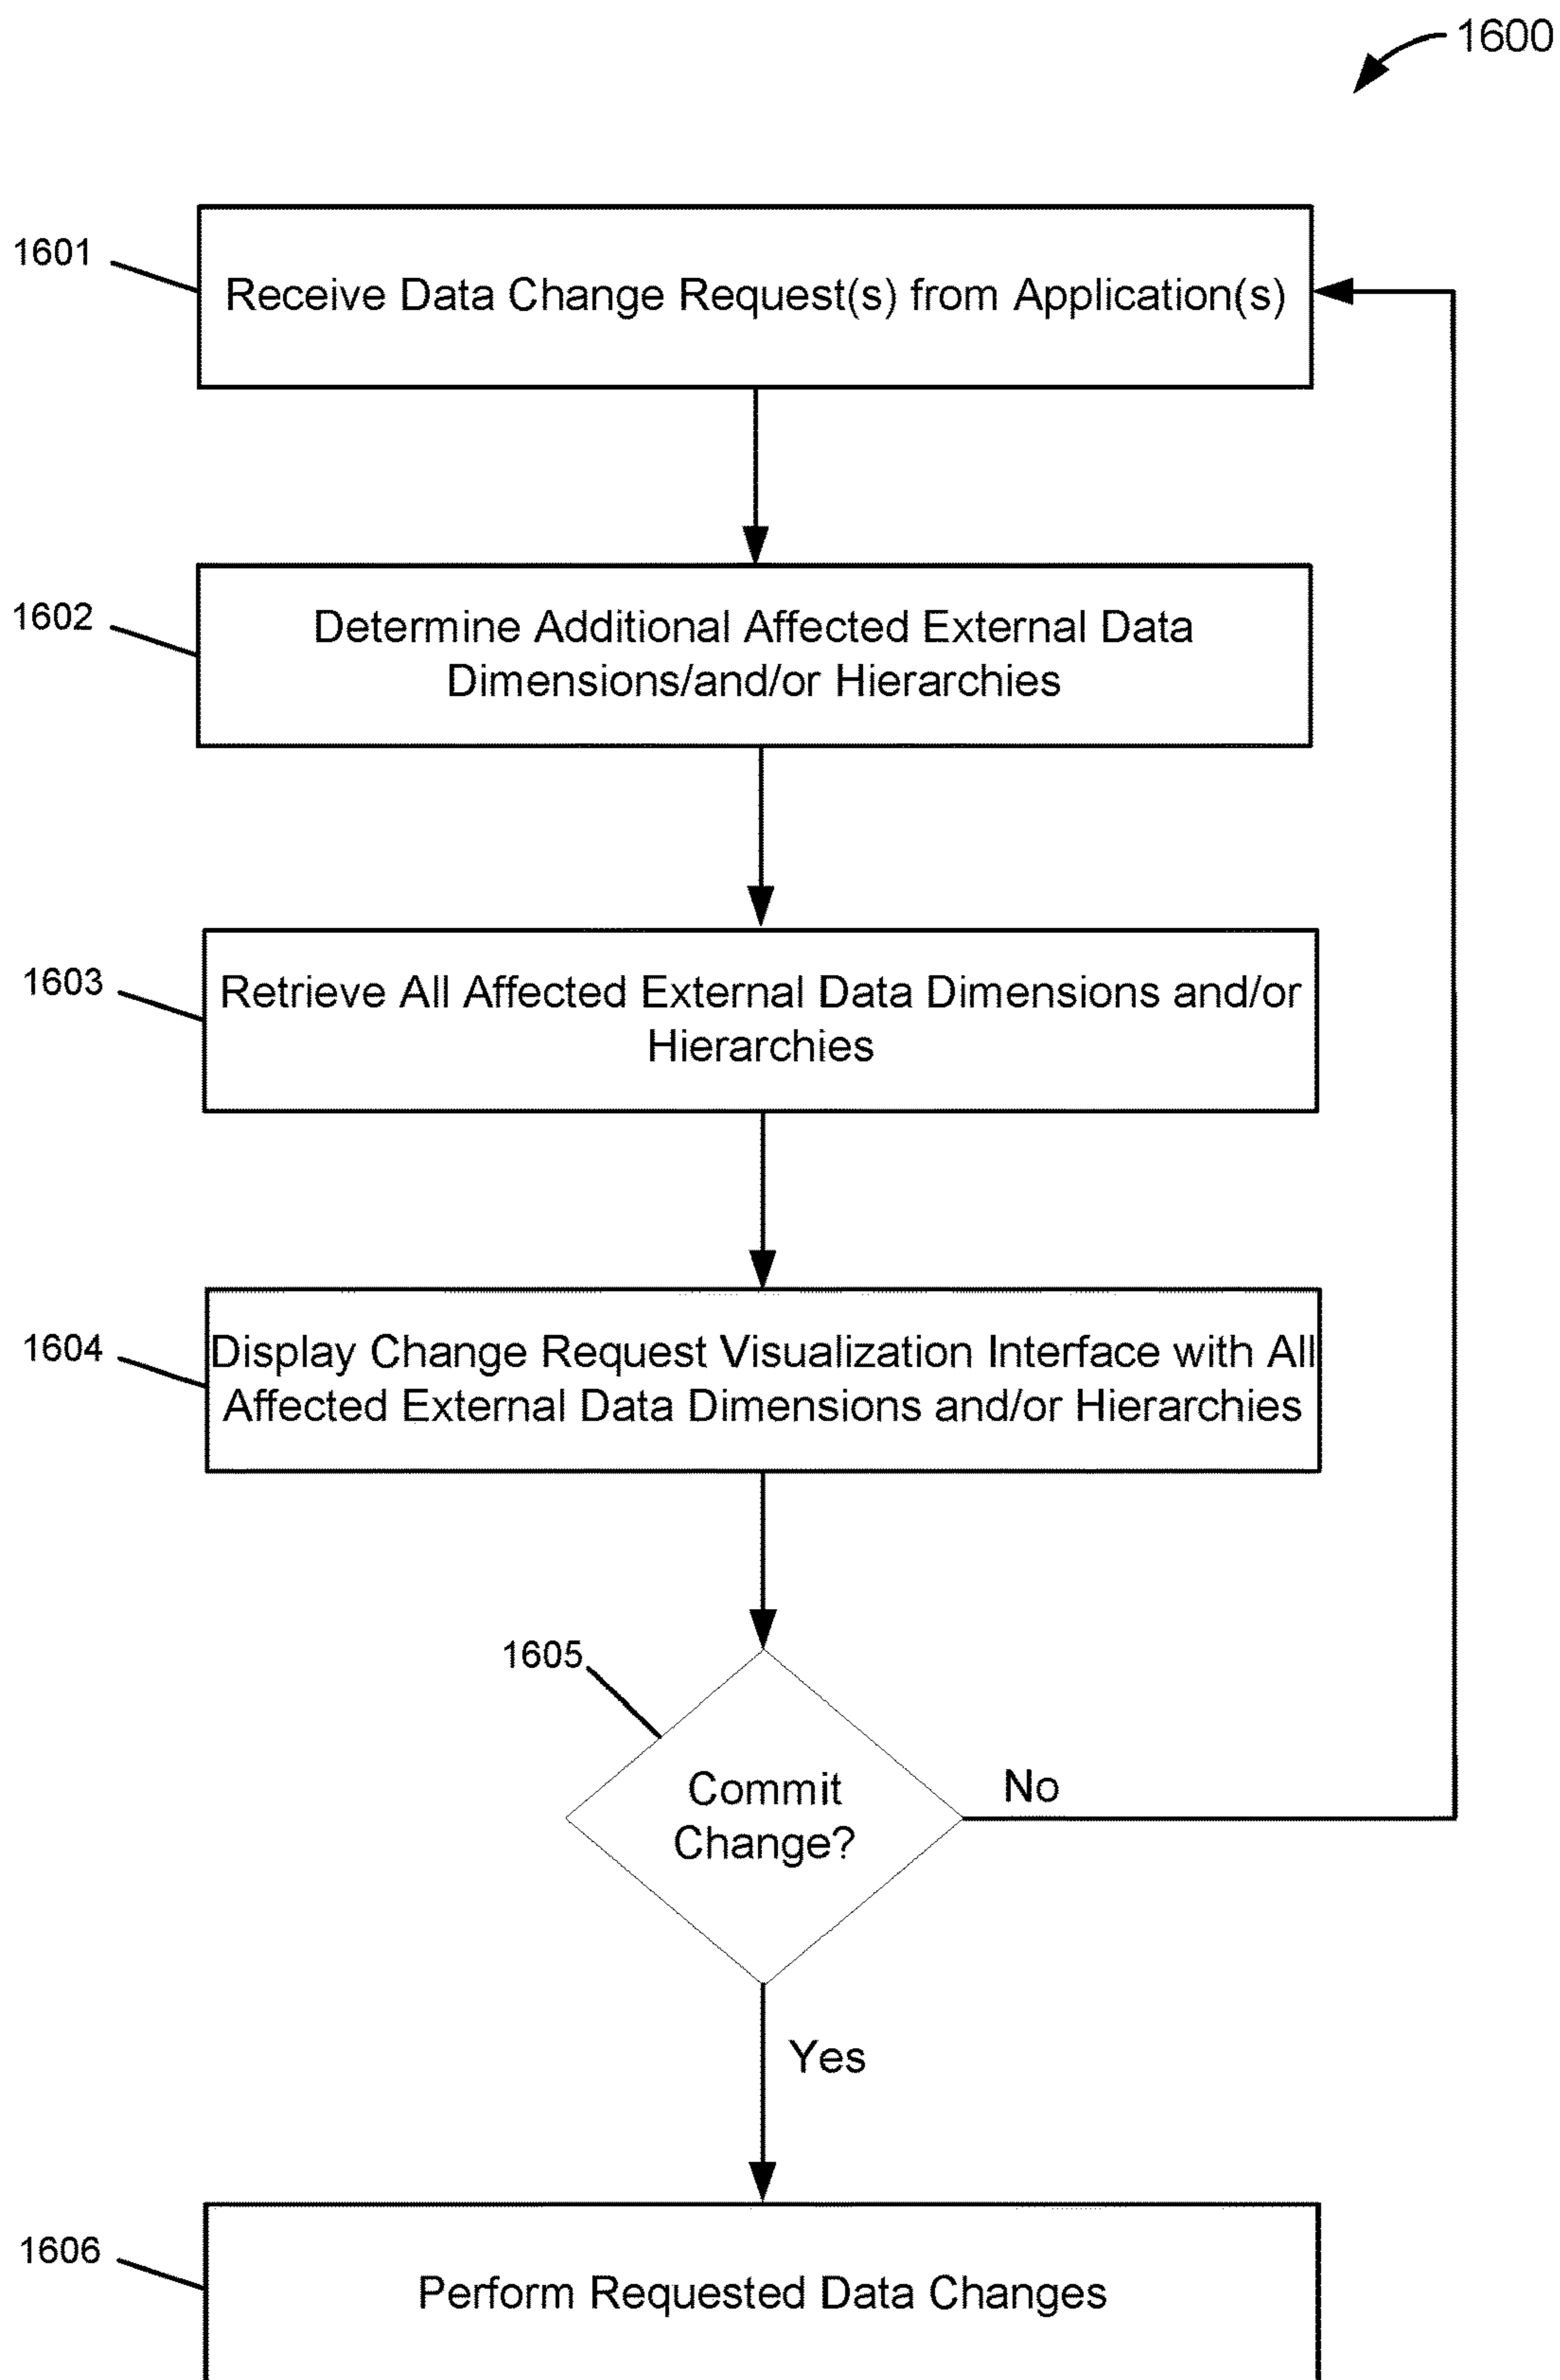 1600
1601
Receive Data Change Request(s) from Application(s)
1602
Determine Additional Affected External Data
Dimensions/and/or Hierarchies
1603
Retrieve All Affected External Data Dimensions and/or
Hierarchies
1604
Display Change Request Visualization Interface with All
Affected External Data Dimensions and/or Hierarchies
1605
Commit
Change?
No
Yes
1606
Perform Requested Data Changes